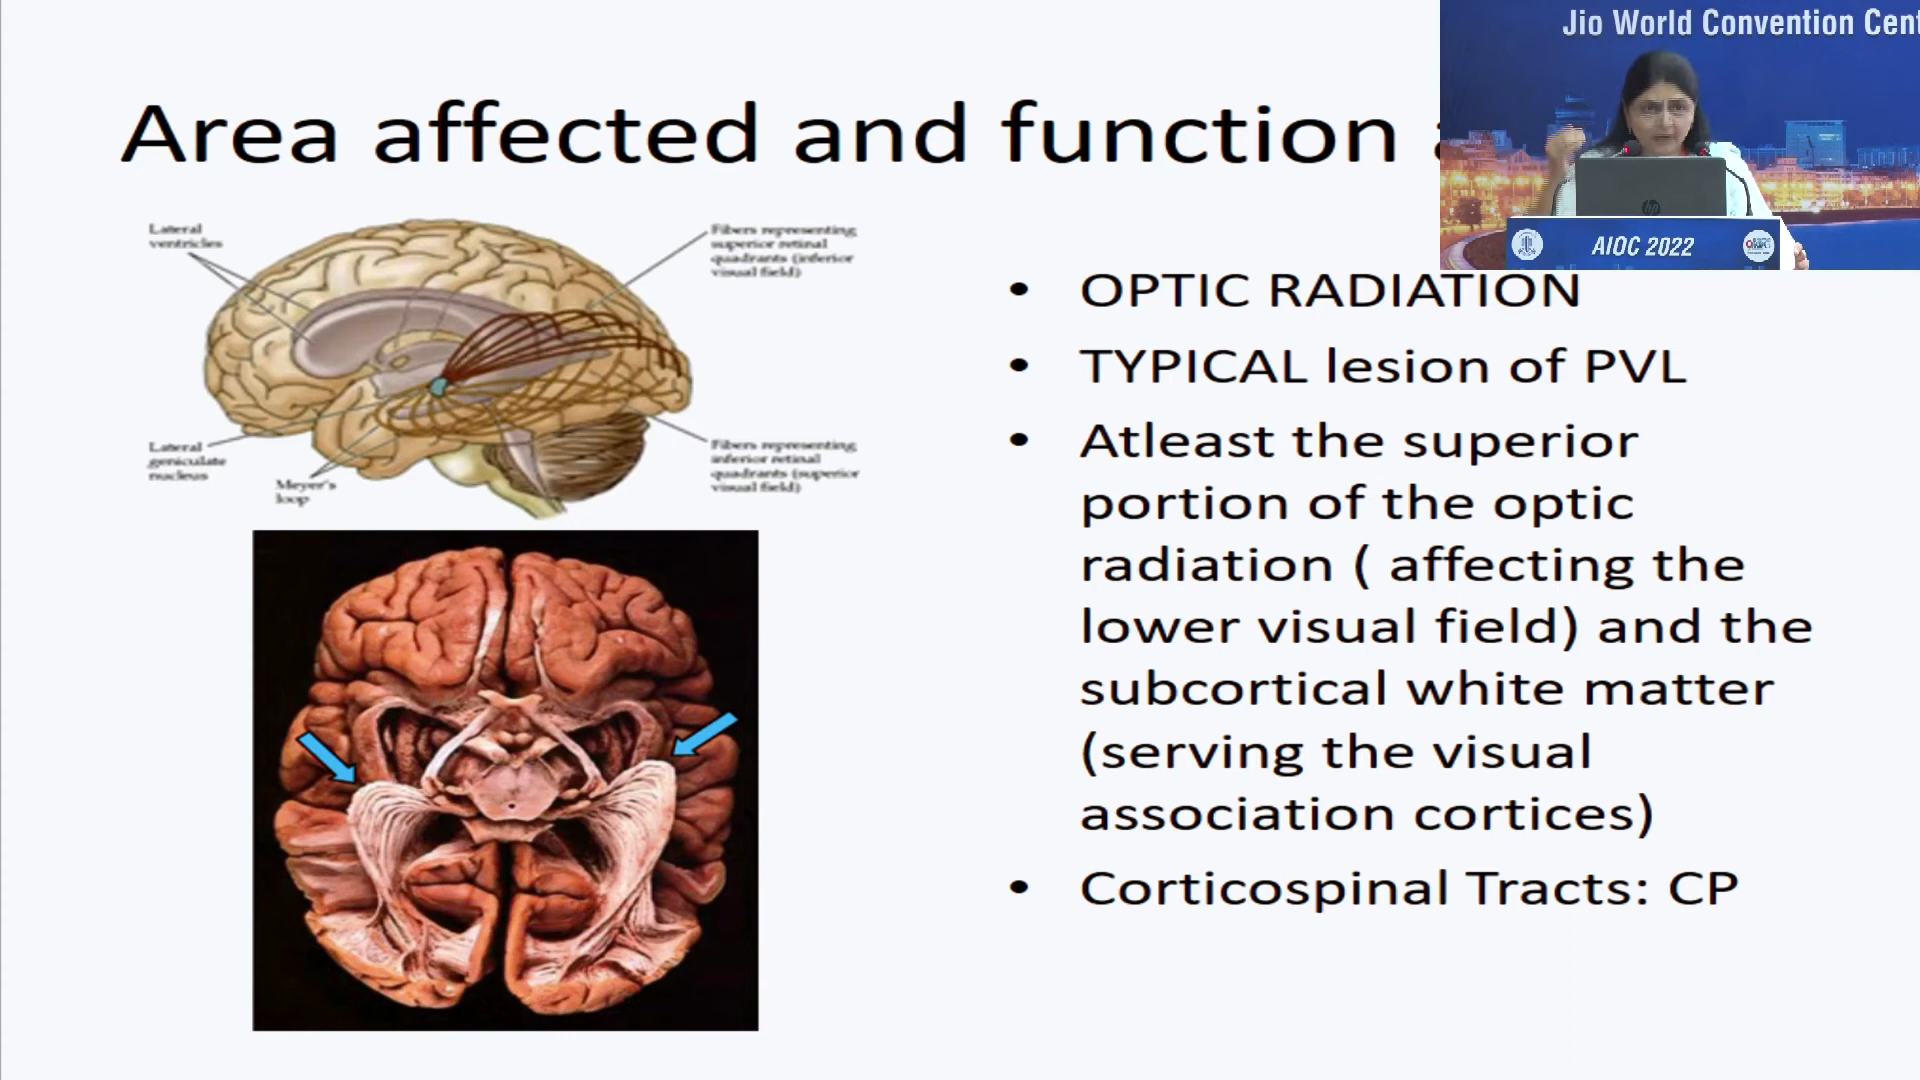 Jio World Convention Cent
Area affected and function
AIOC 2022
Lateral
ventricles
Fibers representing
superior retinal
quadrants (inferior
visual field)
Lateral
geniculate
nucleus
Meyer's
loop
Fibers representing
inferior retinal
quadrants (superior
visual field)
• OPTIC RADIATION
• TYPICAL lesion of PVL
• Atleast the superior
portion of the optic
radiation ( affecting the
lower visual field) and the
subcortical white matter
(serving the visual
association cortices)
• Corticospinal Tracts: CP
hp